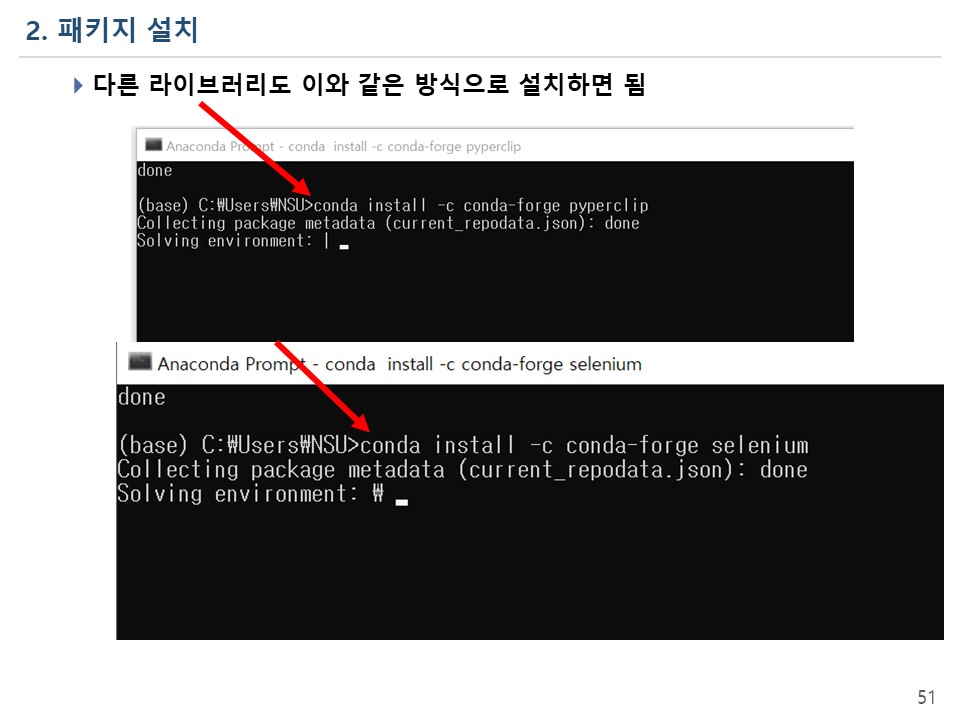 2. 패키지 설치
다른 라이브러리도 이와 같은 방식으로 설치하면 됨
Anaconda Prompt - conda install -c conda-forge pyperclip
done
(base) C:₩Users₩NSU>conda install -c conda-forge pyperclip
Collecting package metadata (current_repodata.json): done
Solving environment: |
Anaconda Prompt - conda install -c conda-forge selenium
done
(base) C:₩Users₩NSU>conda install -c conda-forge selenium
Collecting package metadata (current_repodata.json): done
Solving environment: ₩
51